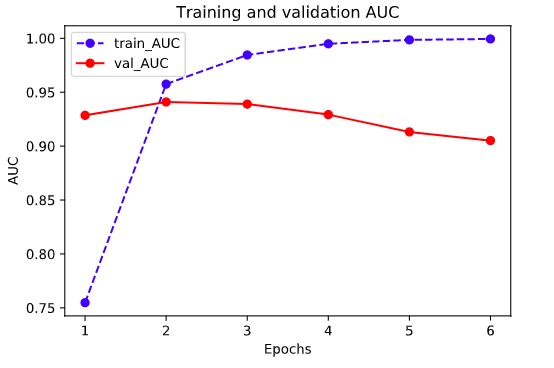 Training and validation AUC
train_AUC
val_AUC
AUC
1.00
0.95
0.90
0.85
0.80
0.75
1 2 3 4 5 6
Epochs